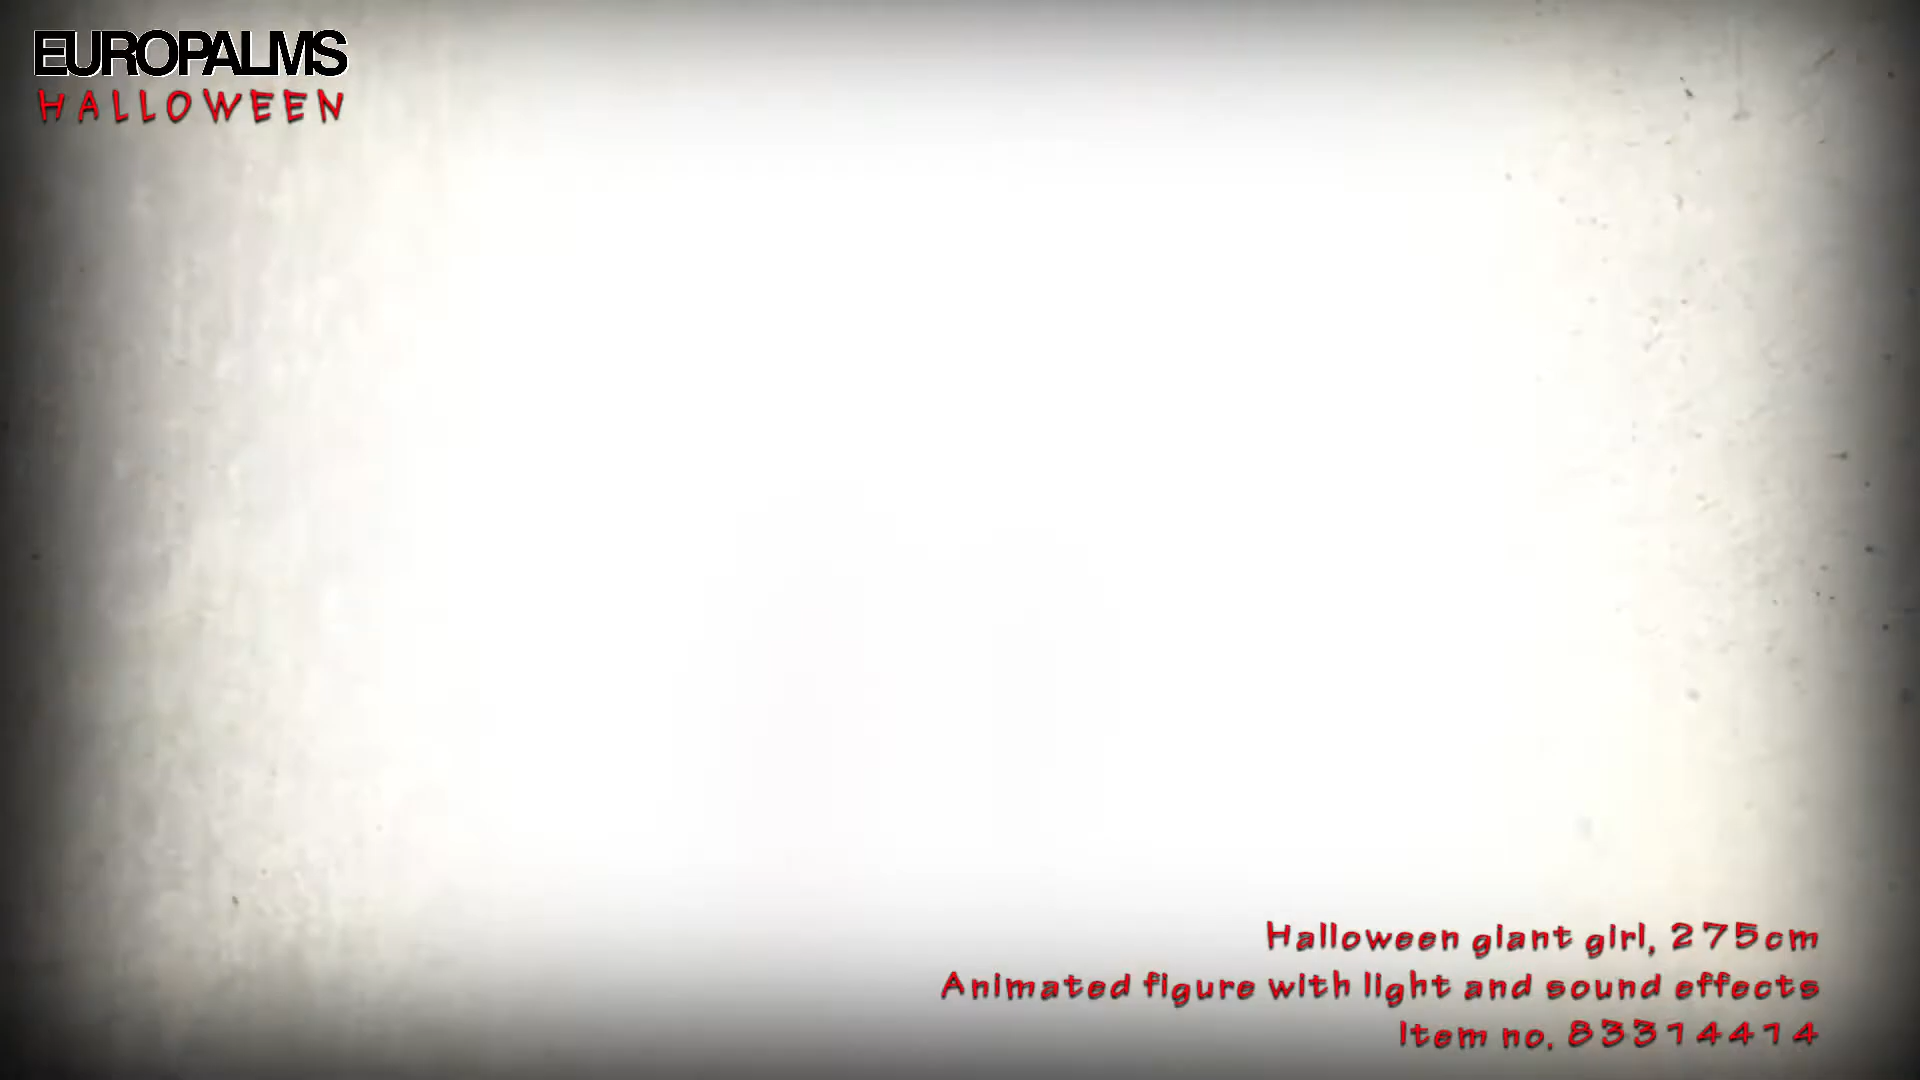 EUROPALMS
HALLOWEEN
Halloween giant girl, 275cm
Animated figure with light and sound effects
Item no. 83314414